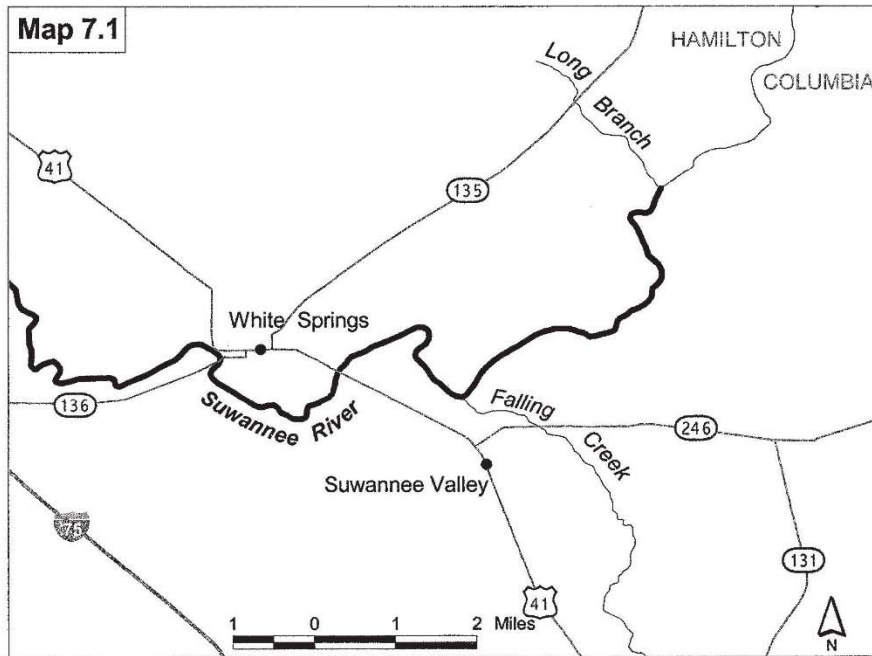 Map 7.1
HAMILTON
COLUMBIA
Long
Branch
41
135
White Springs
136
Suwannee River
Falling
Creek
246
Suwannee Valley
75
131
41
1 0 1 2 Miles
N